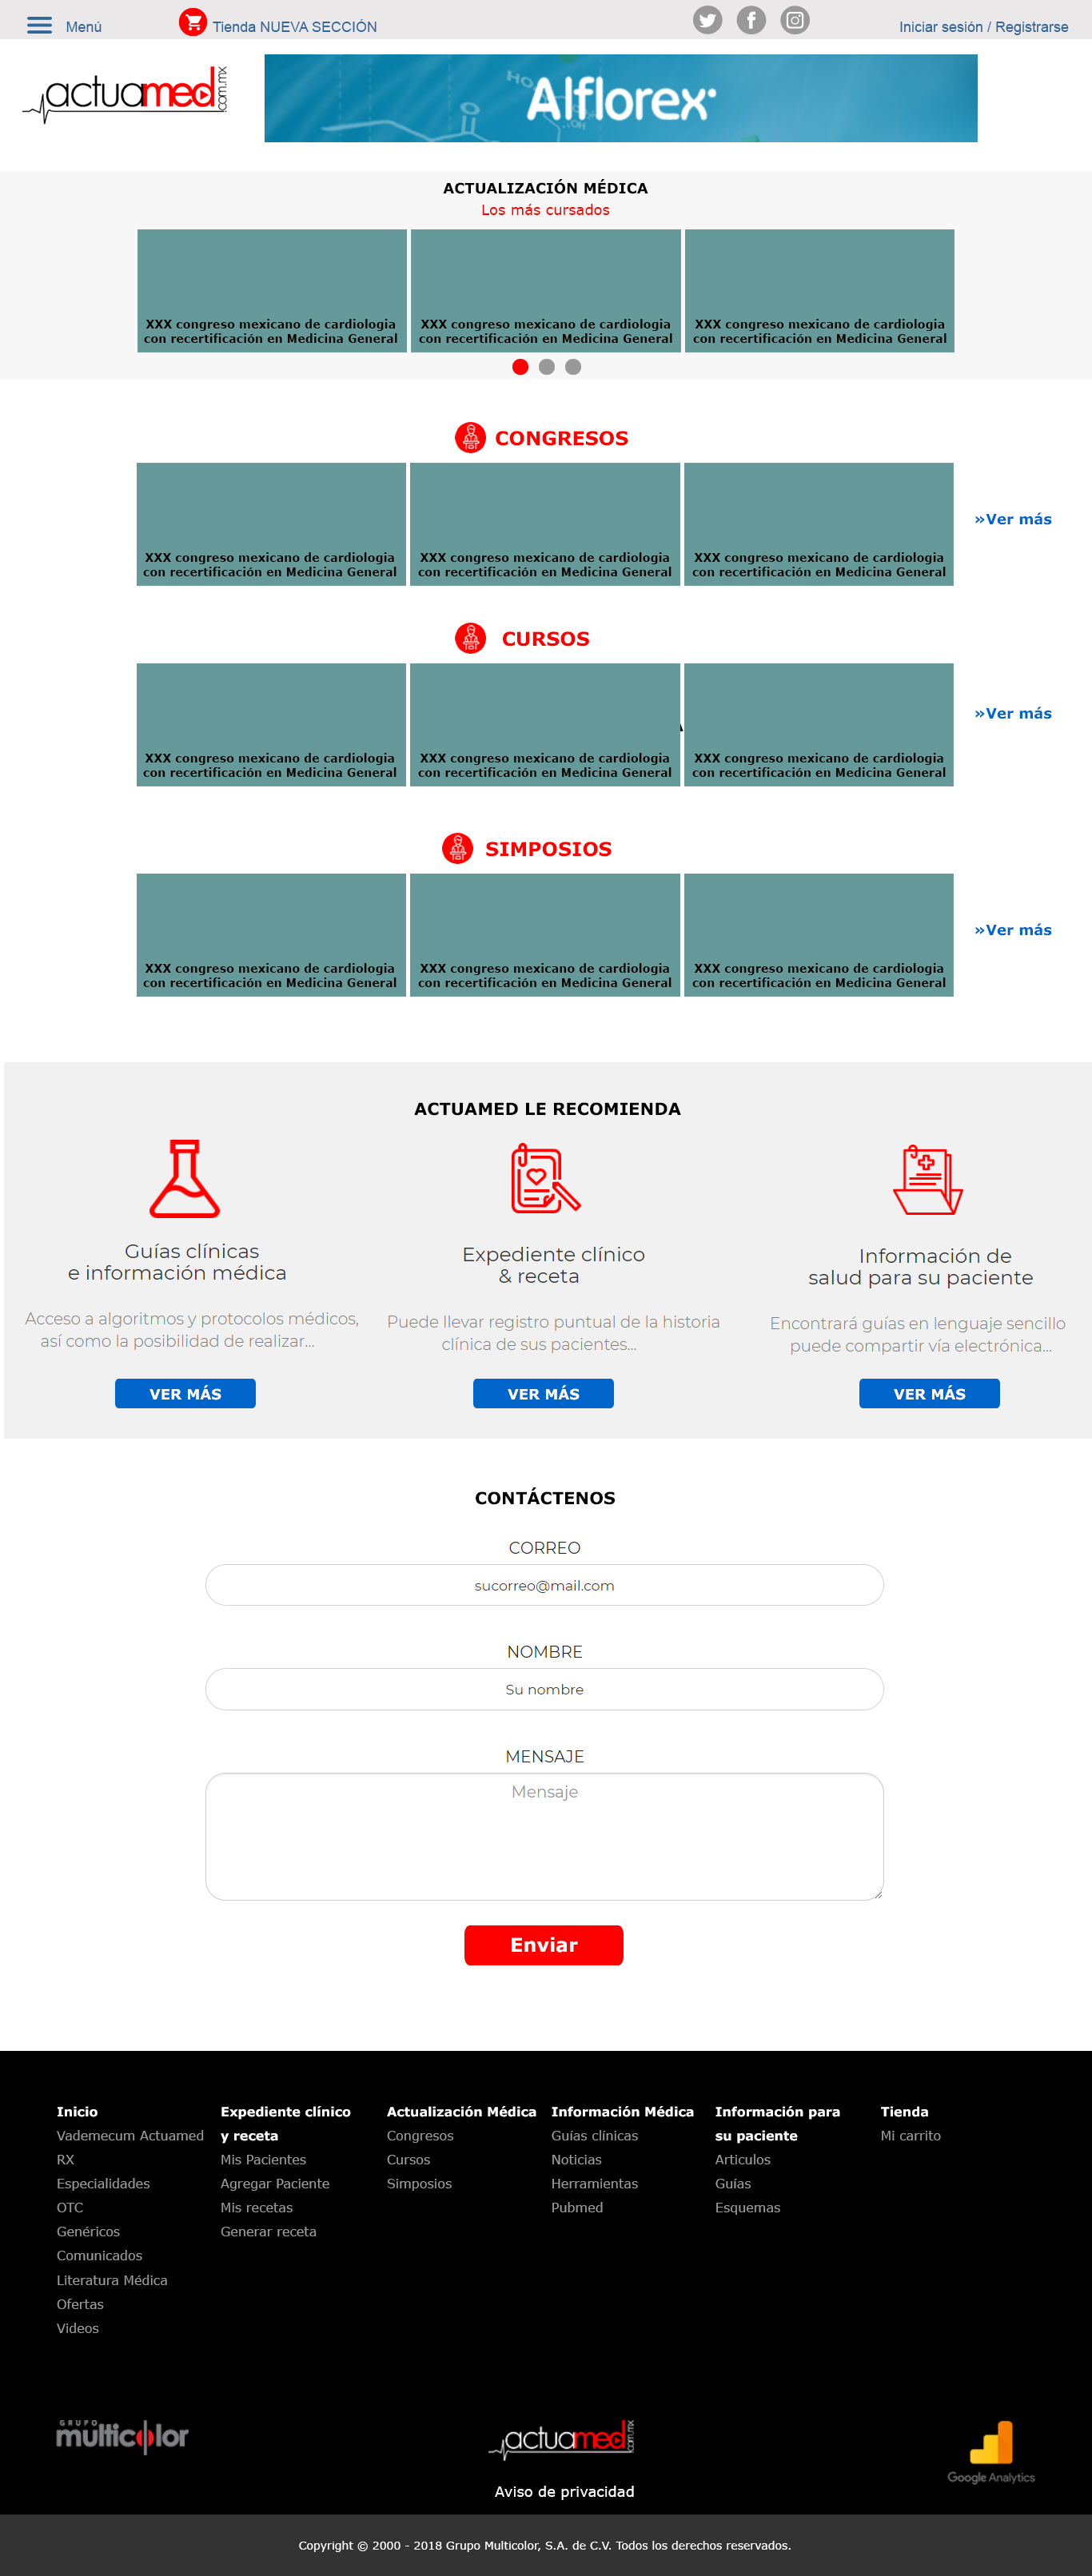 Menú
Tienda NUEVA SECCIÓN
Iniciar sesión / Registrarse
actuamed.com.mx
Alflorex
ACTUALIZACIÓN MÉDICA
Los más cursados
XXX congreso mexicano de cardiologia
con recertificación en Medicina General
XXX congreso mexicano de cardiologia
con recertificación en Medicina General
XXX congreso mexicano de cardiologia
con recertificación en Medicina General
CONGRESOS
XXX congreso mexicano de cardiologia
con recertificación en Medicina General
XXX congreso mexicano de cardiologia
con recertificación en Medicina General
XXX congreso mexicano de cardiologia
con recertificación en Medicina General
»Ver más
CURSOS
XXX congreso mexicano de cardiologia
con recertificación en Medicina General
XXX congreso mexicano de cardiologia
con recertificación en Medicina General
XXX congreso mexicano de cardiologia
con recertificación en Medicina General
»Ver más
SIMPOSIOS
XXX congreso mexicano de cardiologia
con recertificación en Medicina General
XXX congreso mexicano de cardiologia
con recertificación en Medicina General
XXX congreso mexicano de cardiologia
con recertificación en Medicina General
»Ver más
ACTUAMED LE RECOMIENDA
Guías clínicas
e información médica
Acceso a algoritmos y protocolos médicos,
así como la posibilidad de realizar...
VER MÁS
Expediente clínico
& receta
Puede llevar registro puntual de la historia
clínica de sus pacientes...
VER MÁS
Información de
salud para su paciente
Encontrará guías en lenguaje sencillo
puede compartir vía electrónica...
VER MÁS
CONTÁCTENOS
CORREO
sucorreo@mail.com
NOMBRE
Su nombre
MENSAJE
Mensaje
Enviar
Inicio
Vademecum Actuamed
RX
Especialidades
OTC
Genéricos
Comunicados
Literatura Médica
Ofertas
Videos
Expediente clínico
y receta
Mis Pacientes
Agregar Paciente
Mis recetas
Generar receta
Actualización Médica
Congresos
Cursos
Simposios
Información Médica
Guías clínicas
Noticias
Herramientas
Pubmed
Información para
su paciente
Articulos
Guías
Esquemas
Tienda
Mi carrito
GRUPO
multicolor
actuamed.com.mx
Aviso de privacidad
Google Analytics
Copyright © 2000 - 2018 Grupo Multicolor, S.A. de C.V. Todos los derechos reservados.